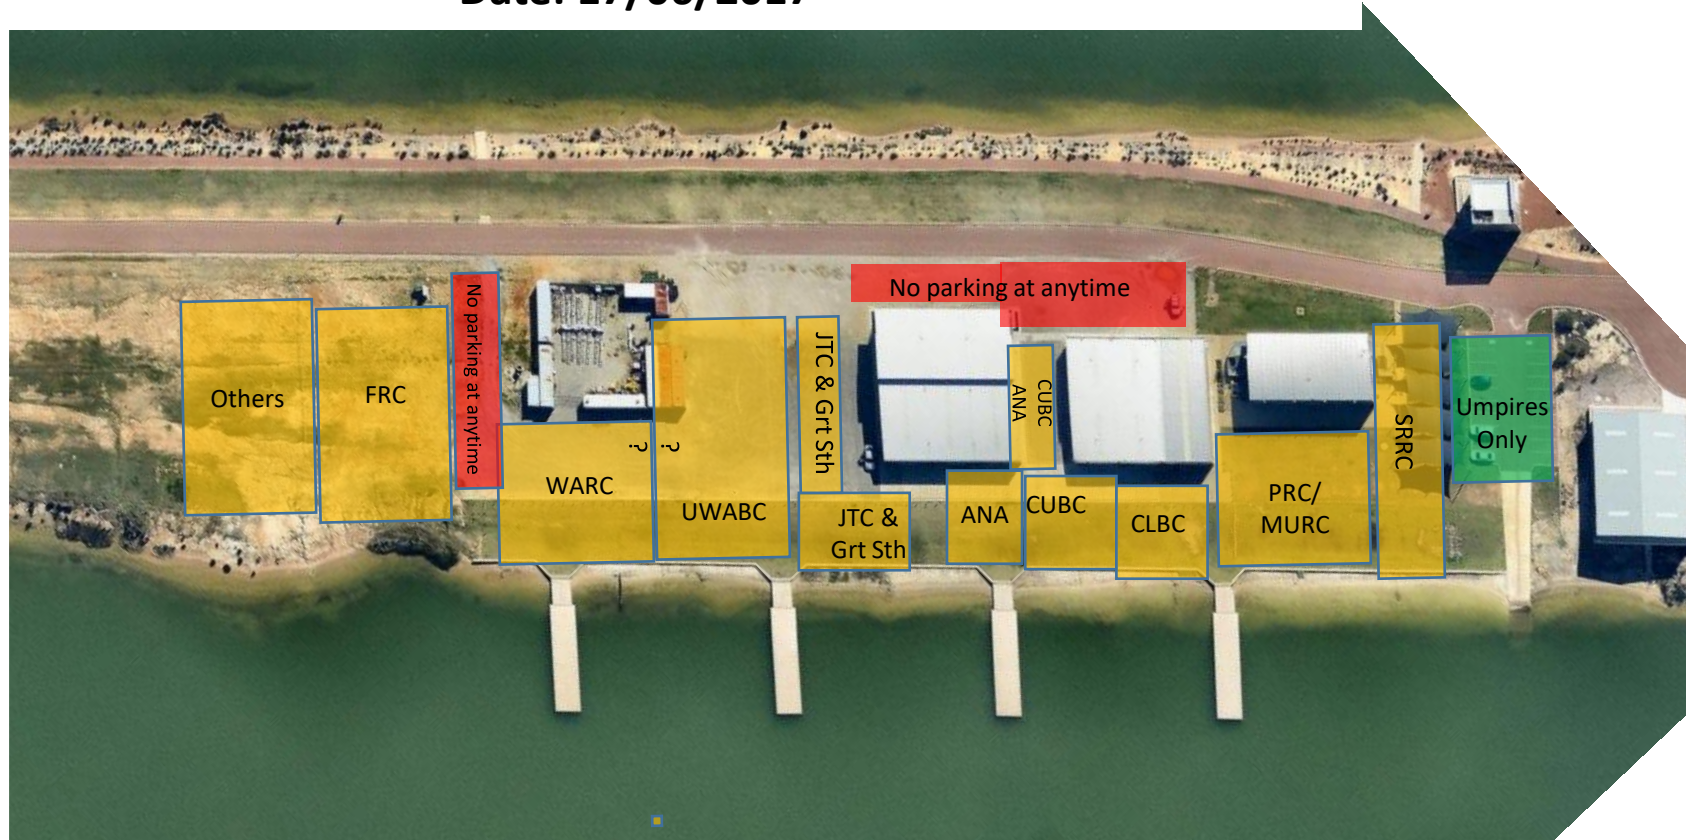 Date:
No parking at anytime
No parking at anytime
Others
FRC
WARC
?
?
UWABC
JTC & Grt Sth
JTC &
Grt Sth
CUBC
ANA
ANA
CUBC
CLBC
PRC/
MURC
SRRC
Umpires
Only